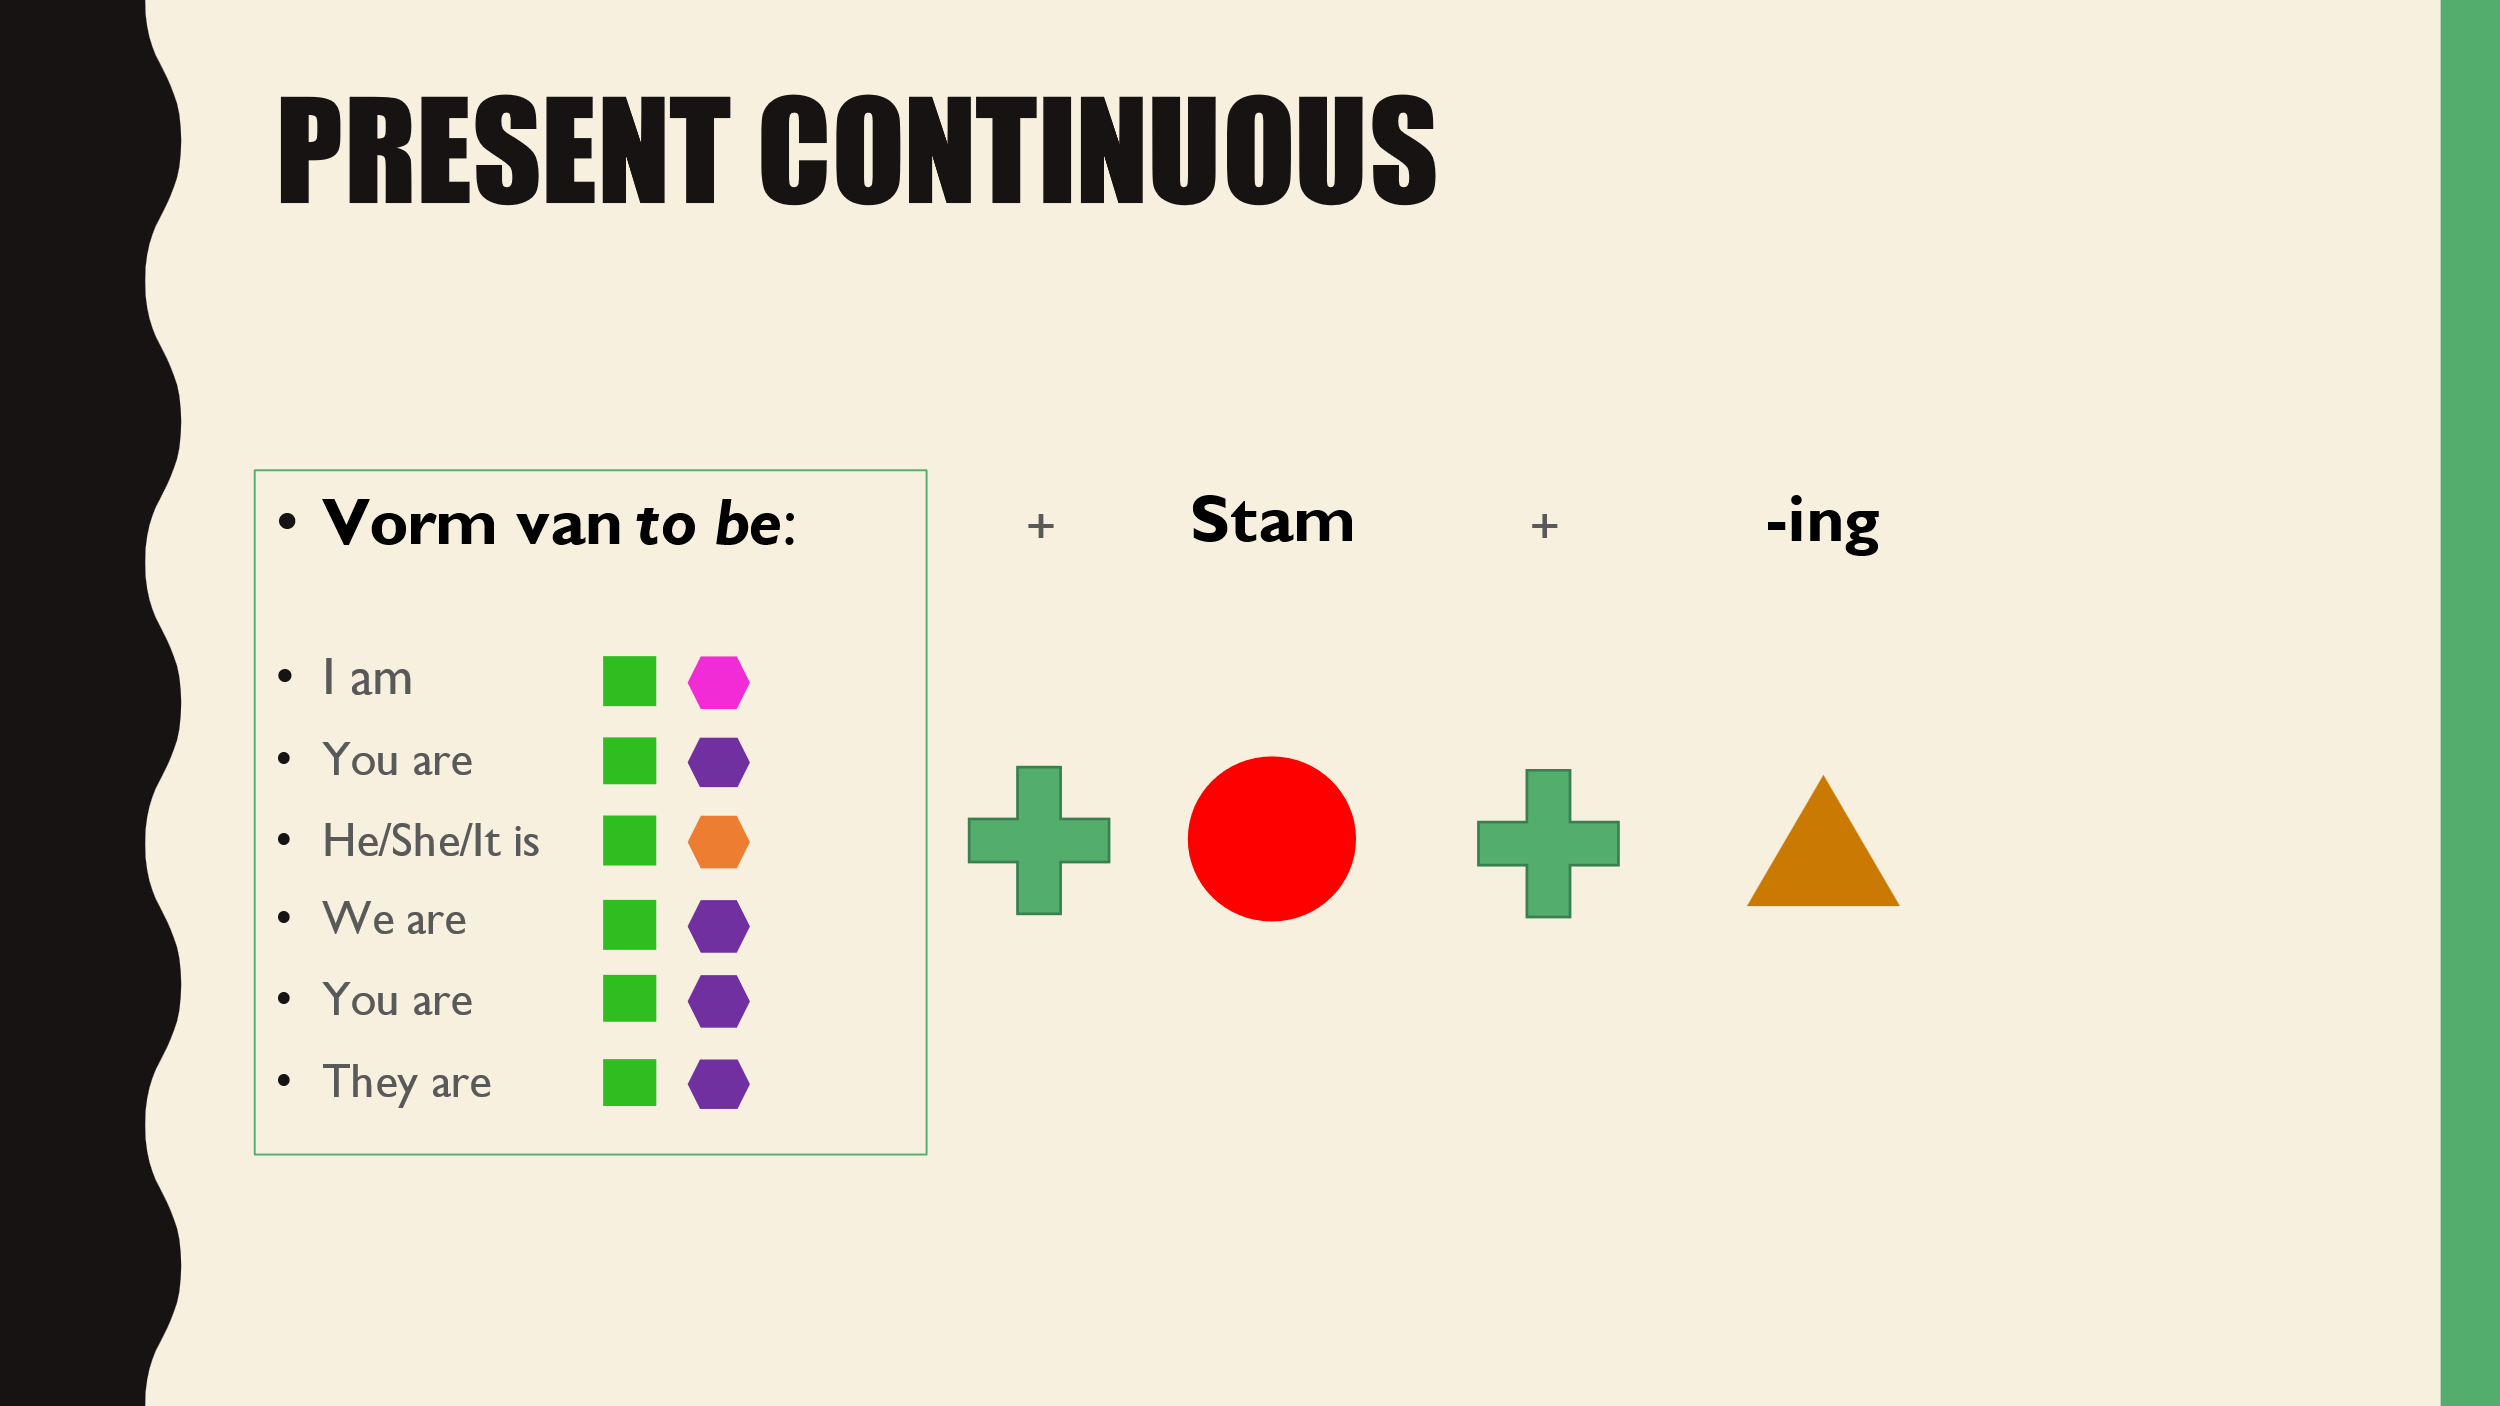 PRESENT CONTINUOUS
• Vorm van to be: + Stam + -ing
• I am
• You are
• He/She/It is
• We are
• You are
• They are